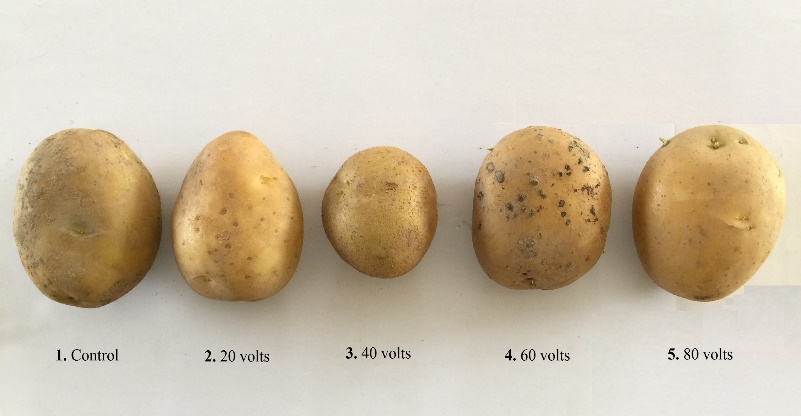 1. Control
2. 20 volts
3. 40 volts
4. 60 volts
5. 80 volts